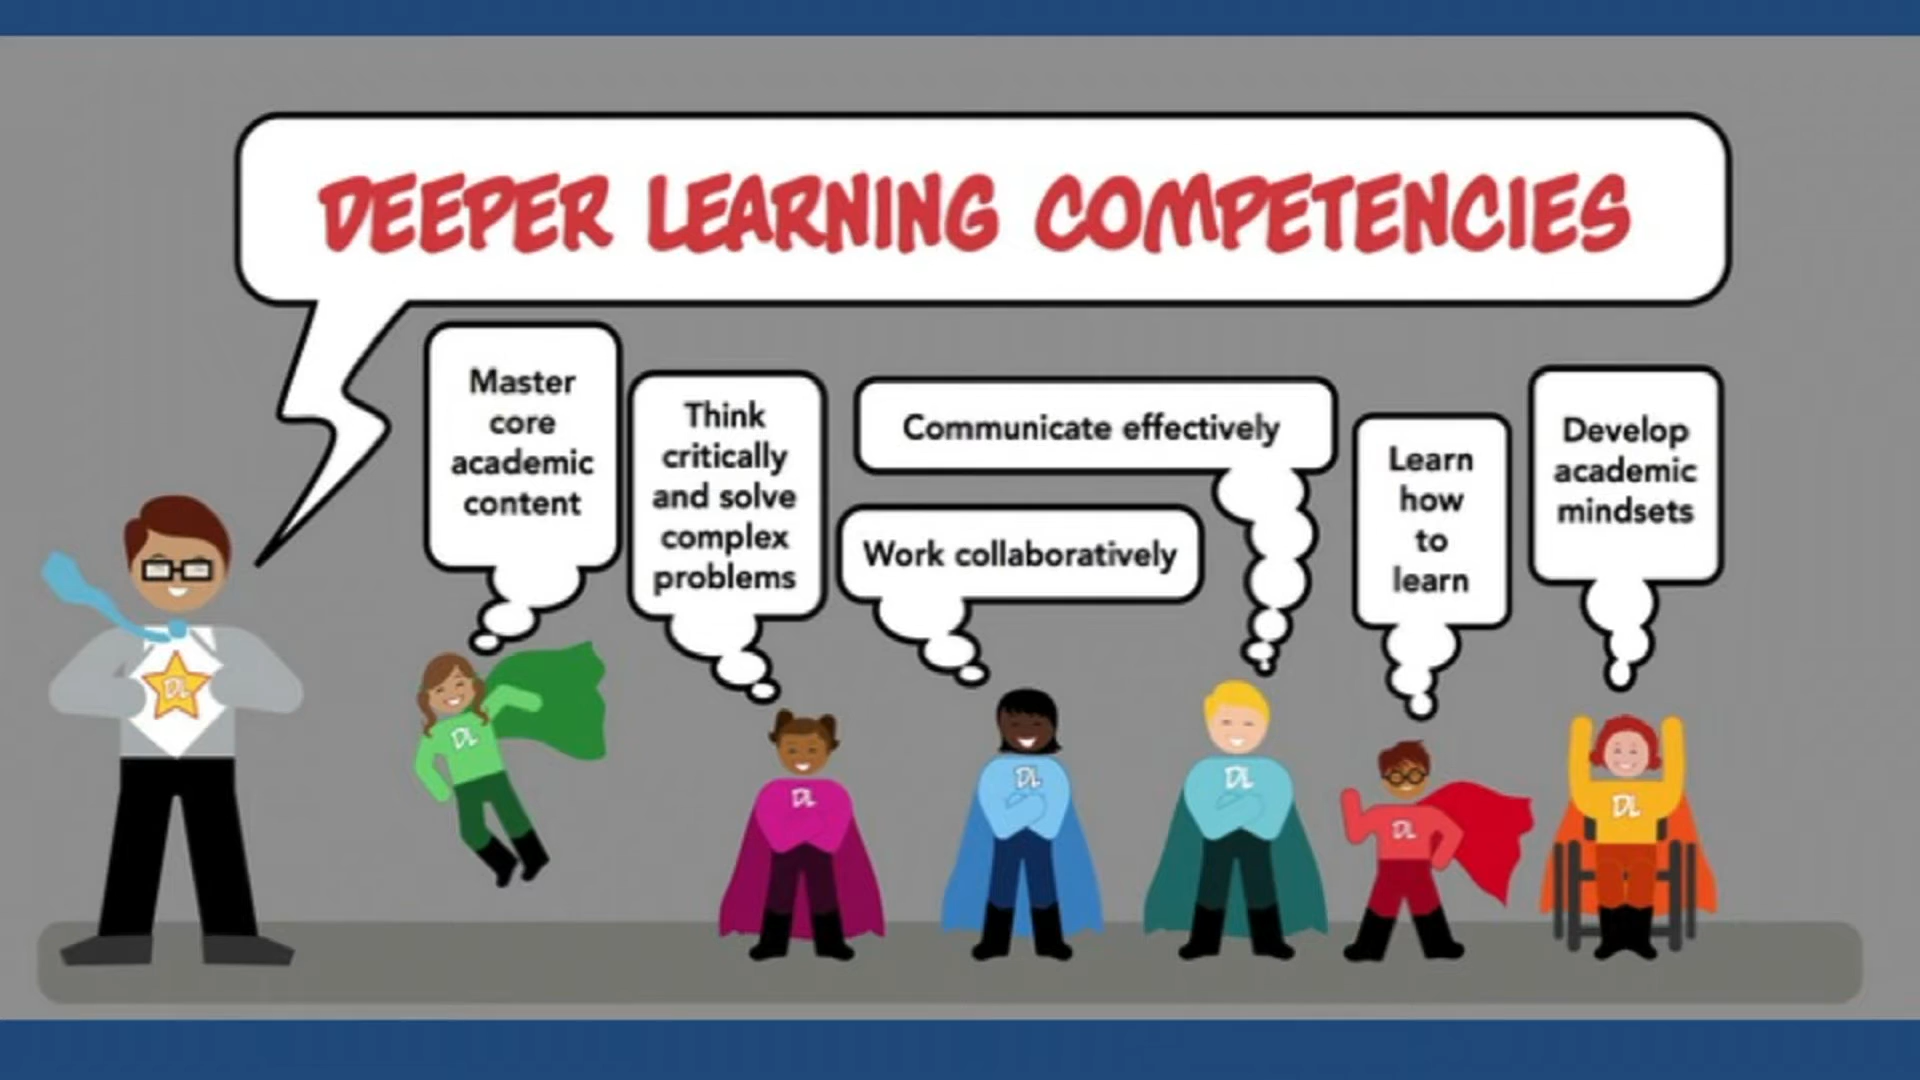 DEEPER LEARNING COMPETENCIES
Master
core
academic
content
Think
critically
and solve
complex
problems
Communicate effectively
Work collaboratively
Learn
how
to
learn
Develop
academic
mindsets
DL
DL
DL
DL
DL
DL
DL